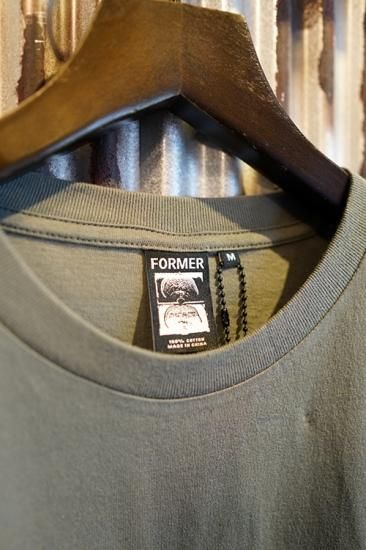 FORMER
M
100% COTTON
MADE IN CHINA